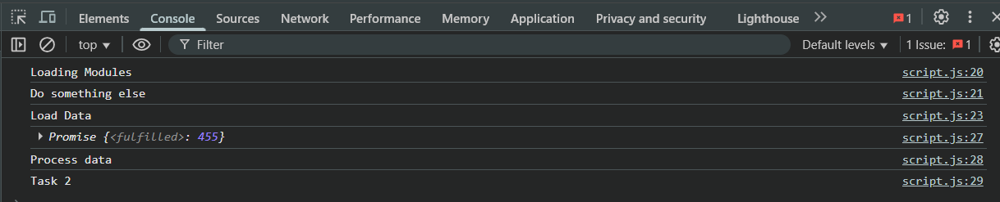 Elements Console Sources Network Performance Memory Application Privacy and security Lighthouse 1
top Filter Default levels 1 Issue: 1
Loading Modules script.js:20
Do something else script.js:21
Load Data script.js:23
Promise {<fulfilled>: 455} script.js:27
Process data script.js:28
Task 2 script.js:29